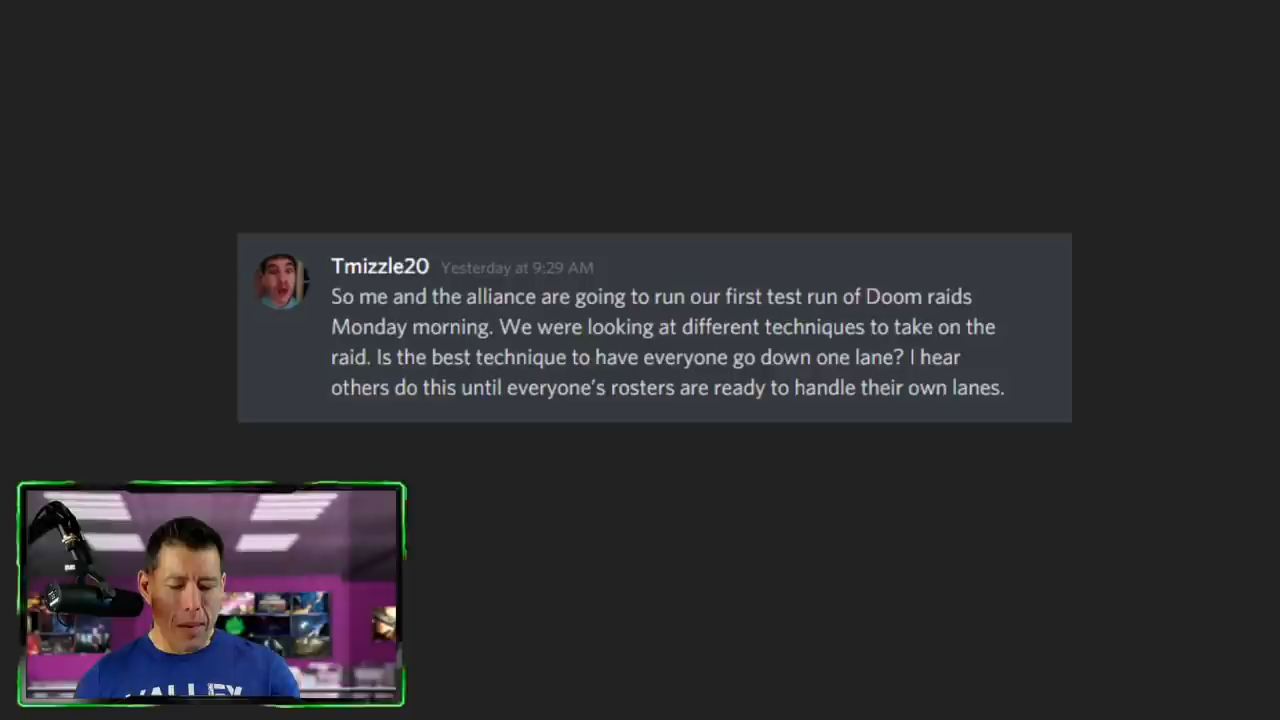 Tmizzle20 Yesterday at 9:29 AM
So me and the alliance are going to run our first test run of Doom raids
Monday morning. We were looking at different techniques to take on the
raid. Is the best technique to have everyone go down one lane? I hear
others do this until everyone's rosters are ready to handle their own lanes.
VALLEY